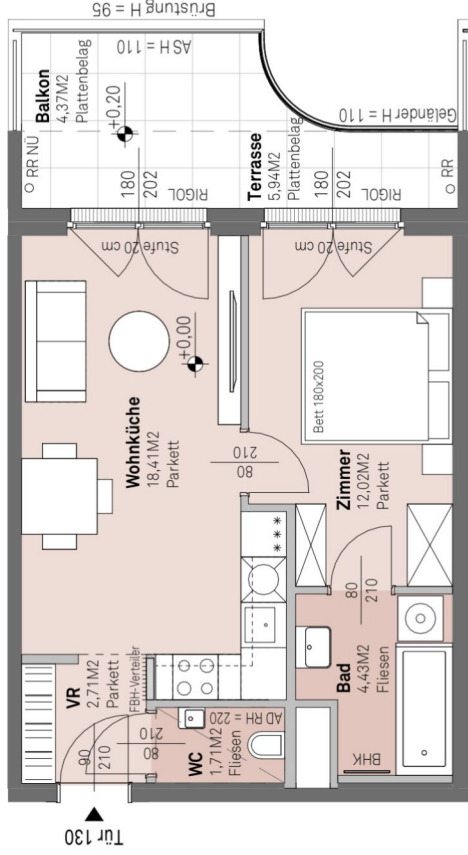 Brüstung H = 95
ASH = 110
Balkon
4,37M2
Plattenbelag
+0,20
RR NÜ
180
202
RIGOL
Terrasse
5,94M2
Plattenbelag
Geländer H = 110
180
202
RIGOL
RR
Stufe 20 cm
Stufe 20 cm
+0,00
Wohnküche
18,41M2
Parkett
80
210
Bett 180x200
Zimmer
12,02M2
Parkett
80
210
VR
2,71M2
Parkett
FBH-Verteiler
90
210
80
210
WC
1,71M2
Fliesen
AD RH = 220
Bad
4,43M2
Fliesen
BHK
Tür 130